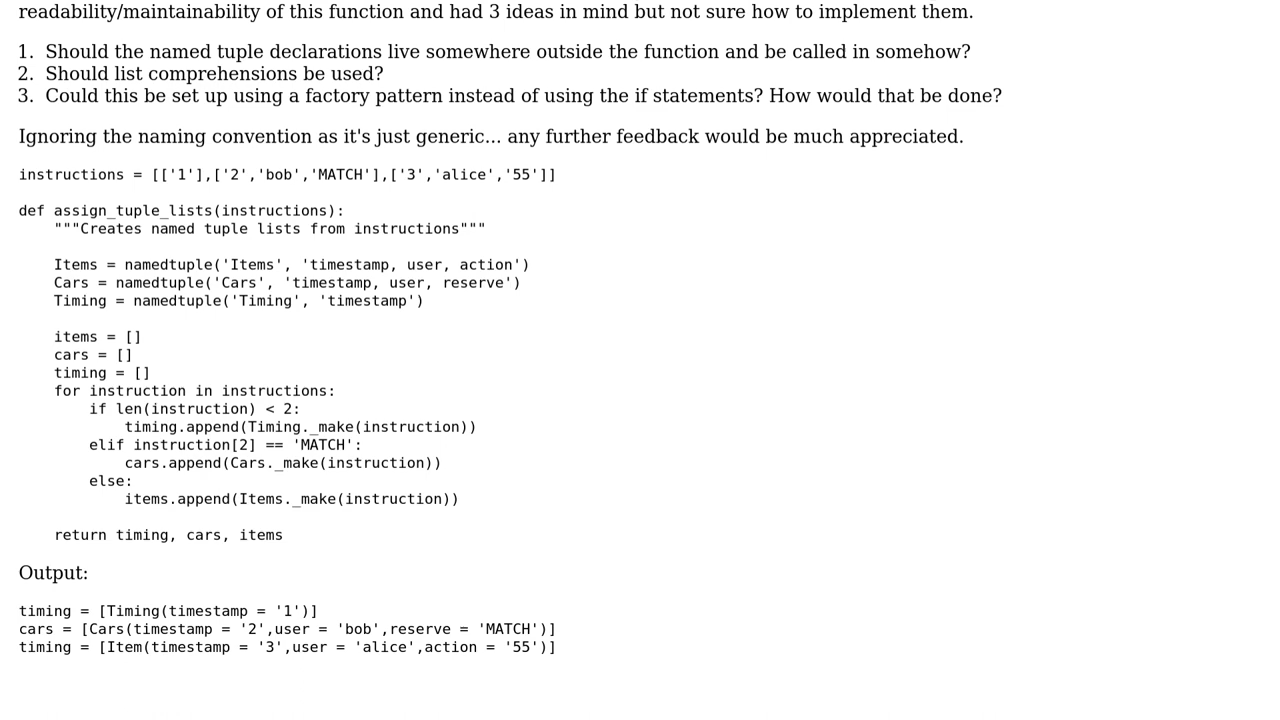 readability/maintainability of this function and had 3 ideas in mind but not sure how to implement them.
1. Should the named tuple declarations live somewhere outside the function and be called in somehow?
2. Should list comprehensions be used?
3. Could this be set up using a factory pattern instead of using the if statements? How would that be done?
Ignoring the naming convention as it's just generic... any further feedback would be much appreciated.
instructions = [['1'],['2','bob','MATCH'],['3','alice','55']]
def assign_tuple_lists(instructions):
    """Creates named tuple lists from instructions"""
    Items = namedtuple('Items', 'timestamp, user, action')
    Cars = namedtuple('Cars', 'timestamp, user, reserve')
    Timing = namedtuple('Timing', 'timestamp')
    items = []
    cars = []
    timing = []
    for instruction in instructions:
        if len(instruction) < 2:
            timing.append(Timing._make(instruction))
        elif instruction[2] == 'MATCH':
            cars.append(Cars._make(instruction))
        else:
            items.append(Items._make(instruction))
    return timing, cars, items
Output:
timing = [Timing(timestamp = '1')]
cars = [Cars(timestamp = '2',user = 'bob',reserve = 'MATCH')]
timing = [Item(timestamp = '3',user = 'alice',action = '55')]